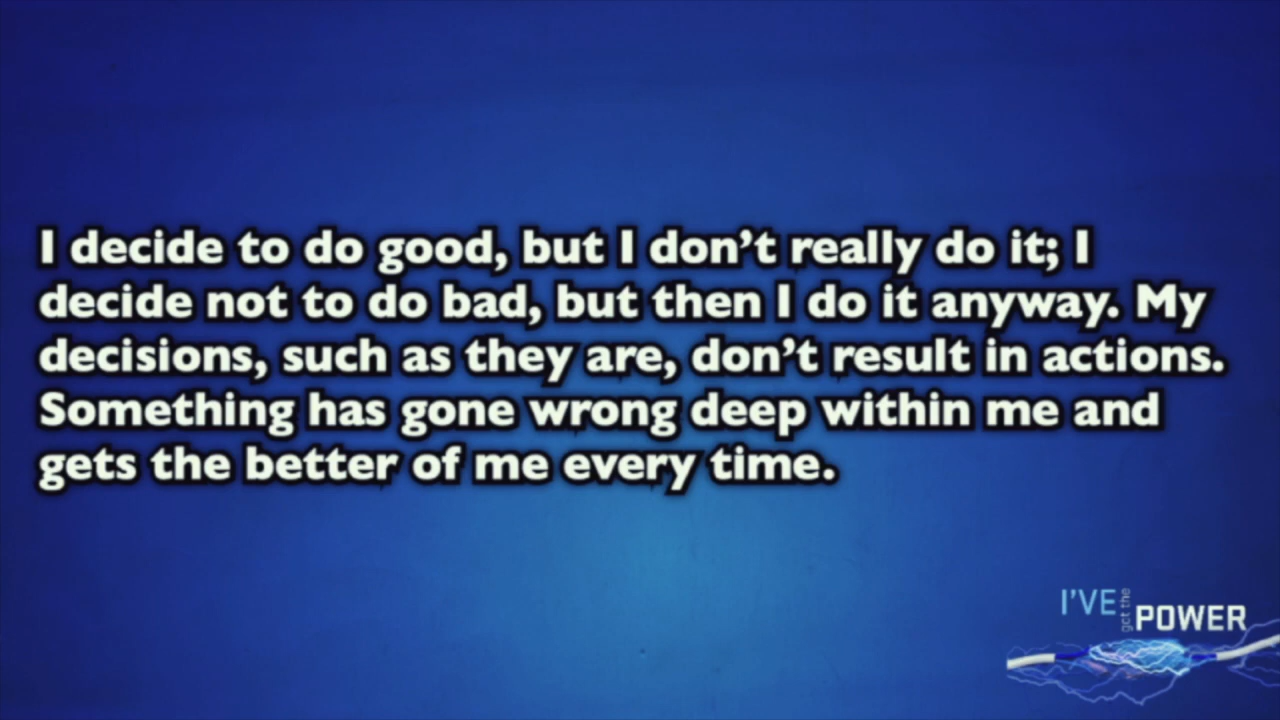 I decide to do good, but I don’t really do it; I
decide not to do bad, but then I do it anyway. My
decisions, such as they are, don’t result in actions.
Something has gone wrong deep within me and
gets the better of me every time.
I'VE got the POWER